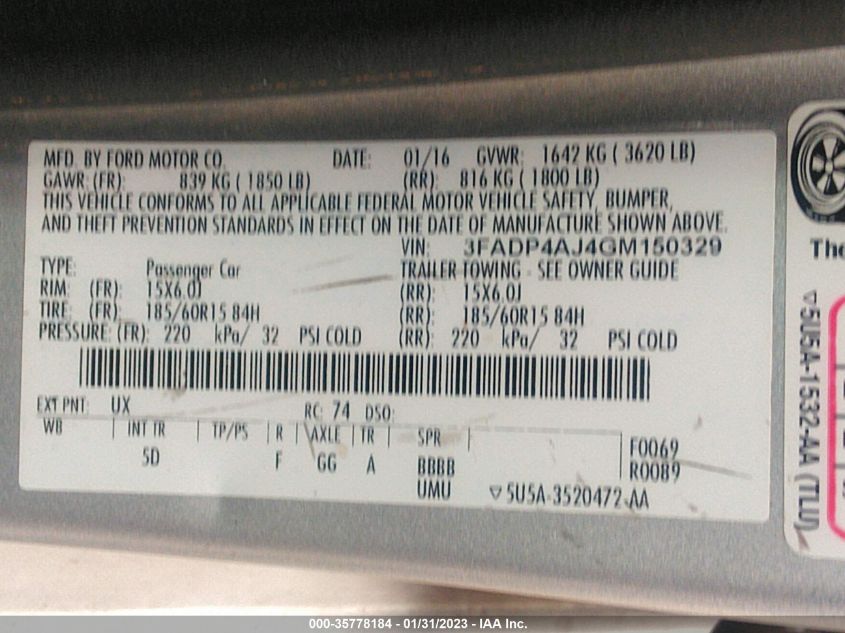 MFD. BY FORD MOTOR CO. DATE: 01/16 GVWR: 1642 KG ( 3620 LB)
GAWR: (FR): 839 KG ( 1850 LB) (RR): 816 KG ( 1800 LB)
THIS VEHICLE CONFORMS TO ALL APPLICABLE FEDERAL MOTOR VEHICLE SAFETY, BUMPER,
AND THEFT PREVENTION STANDARDS IN EFFECT ON THE DATE OF MANUFACTURE SHOWN ABOVE.
VIN: 3FADP4AJ4GM150329
TYPE: Passenger Car TRAILER TOWING - SEE OWNER GUIDE
RIM: (FR): 15X6.0J (RR): 15X6.0J
TIRE: (FR): 185/60R15 84H (RR): 185/60R15 84H
PRESSURE: (FR): 220 kPa/ 32 PSI COLD (RR): 220 kPa/ 32 PSI COLD
EXT PNT: UX RC: 74 DSO:
WB INT TR TP/PS R AXLE TR SPR F0069
5D F GG A BBBB R0089
UMU ▽5U5A-3520472-AA
The
▽5U5A-1532-AA (TLU)
000-35778184 - 01/31/2023 - IAA Inc.